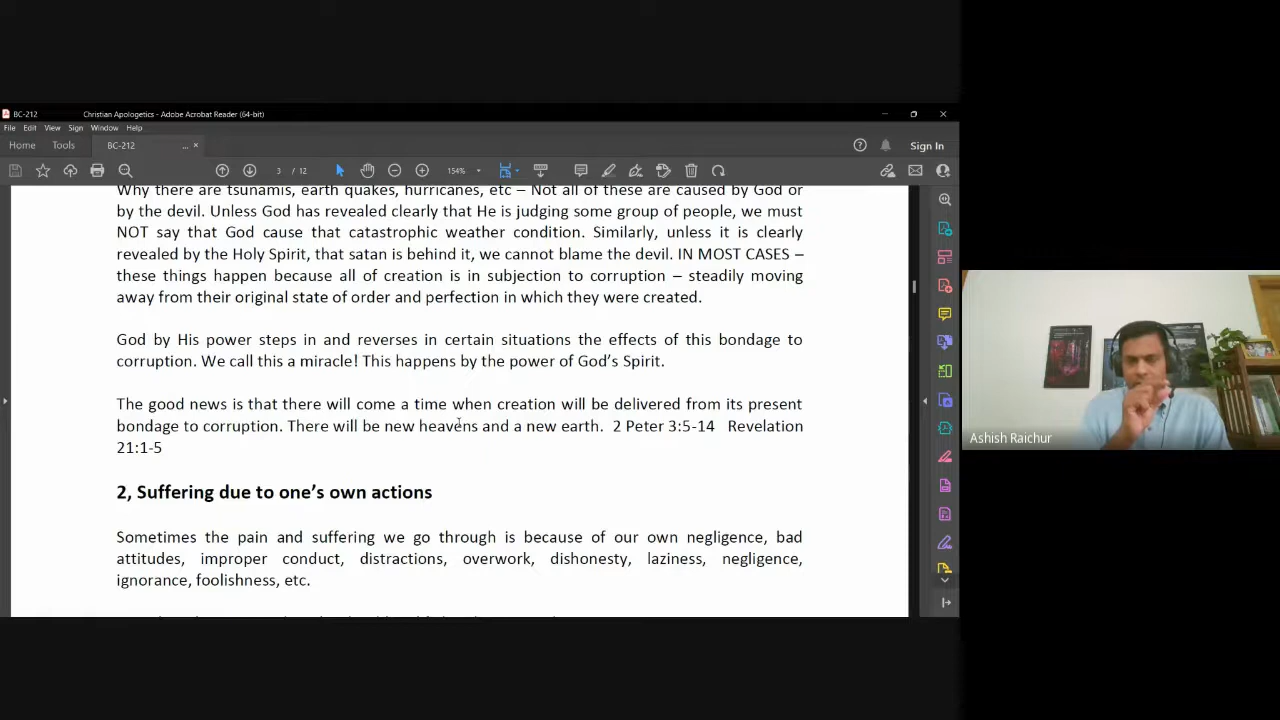 BC-212 Christian Apologetics - Adobe Acrobat Reader (64-bit)
File Edit View Sign Window Help
Home Tools BC-212 ... × Sign In
3 / 12 154%
Why there are tsunamis, earth quakes, hurricanes, etc – Not all of these are caused by God or
by the devil. Unless God has revealed clearly that He is judging some group of people, we must
NOT say that God cause that catastrophic weather condition. Similarly, unless it is clearly
revealed by the Holy Spirit, that satan is behind it, we cannot blame the devil. IN MOST CASES –
these things happen because all of creation is in subjection to corruption – steadily moving
away from their original state of order and perfection in which they were created.
God by His power steps in and reverses in certain situations the effects of this bondage to
corruption. We call this a miracle! This happens by the power of God's Spirit.
The good news is that there will come a time when creation will be delivered from its present
bondage to corruption. There will be new heavens and a new earth. 2 Peter 3:5-14 Revelation
21:1-5
2, Suffering due to one's own actions
Sometimes the pain and suffering we go through is because of our own negligence, bad
attitudes, improper conduct, distractions, overwork, dishonesty, laziness, negligence,
ignorance, foolishness, etc.
Ashish Raichur